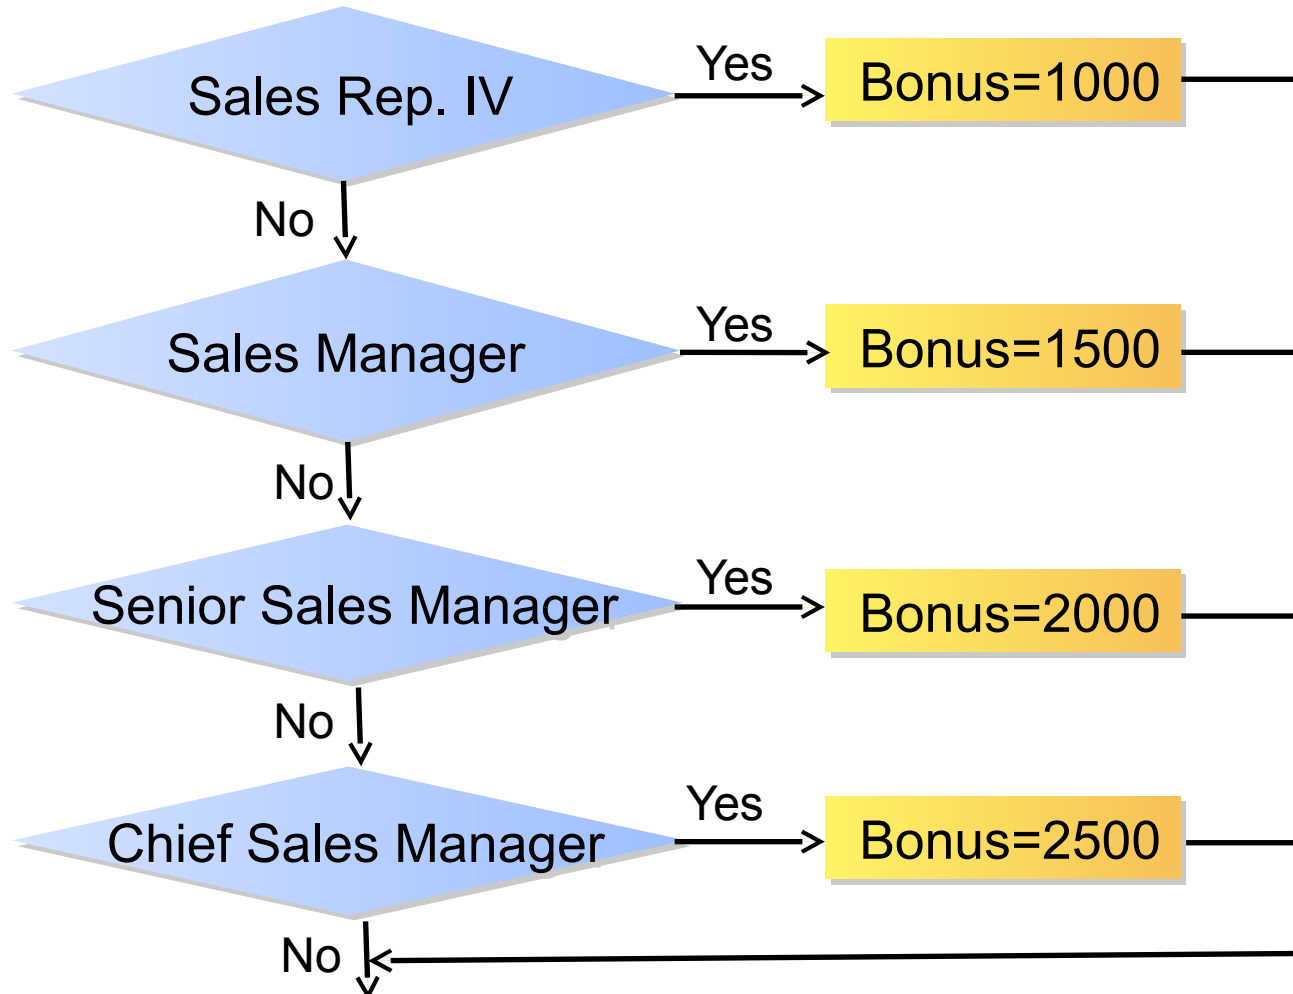 Sales Rep. IV
Yes
Bonus=1000
No
Sales Manager
Yes
Bonus=1500
No
Senior Sales Manager
Yes
Bonus=2000
No
Chief Sales Manager
Yes
Bonus=2500
No